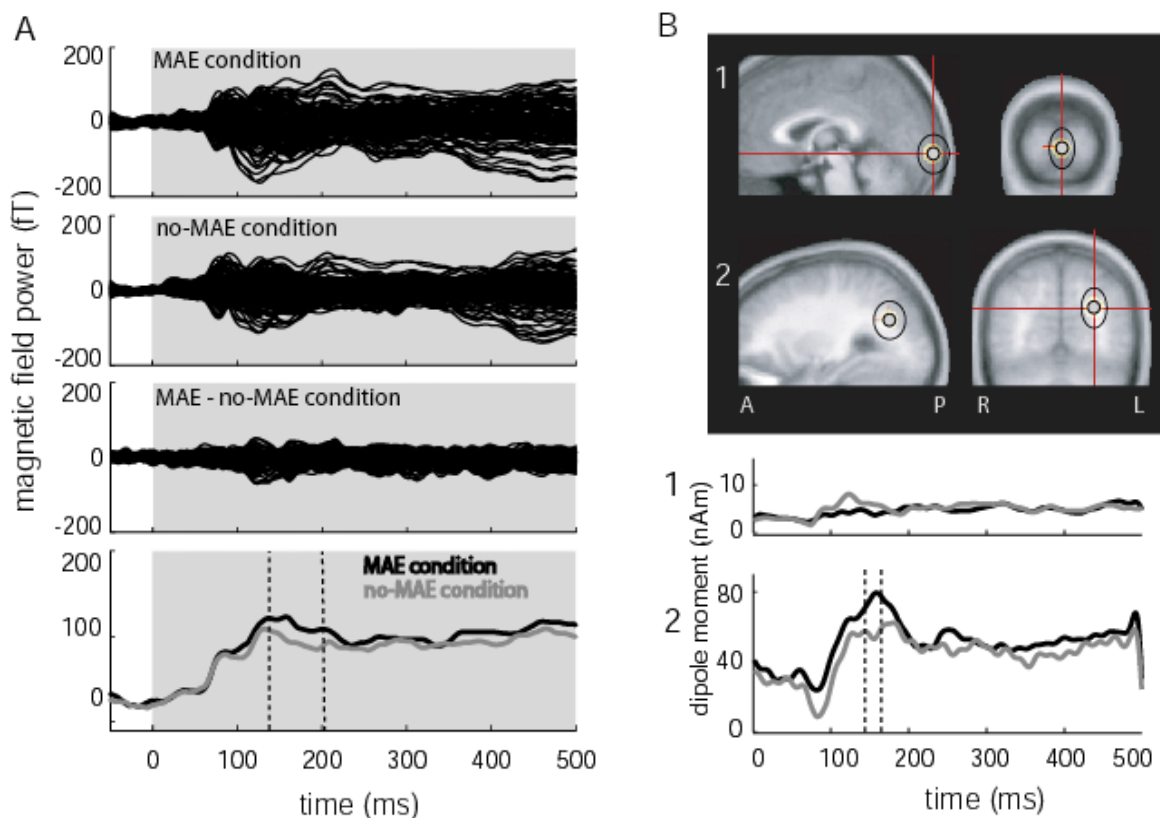 A
magnetic field power (fT)
200
0
-200
MAE condition
200
0
-200
no-MAE condition
200
0
-200
MAE - no-MAE condition
200
100
0
MAE condition
no-MAE condition
0 100 200 300 400 500
time (ms)
B
1
2
A P R L
1
10
0
dipole moment (nAm)
2
80
40
0
0 100 200 300 400 500
time (ms)